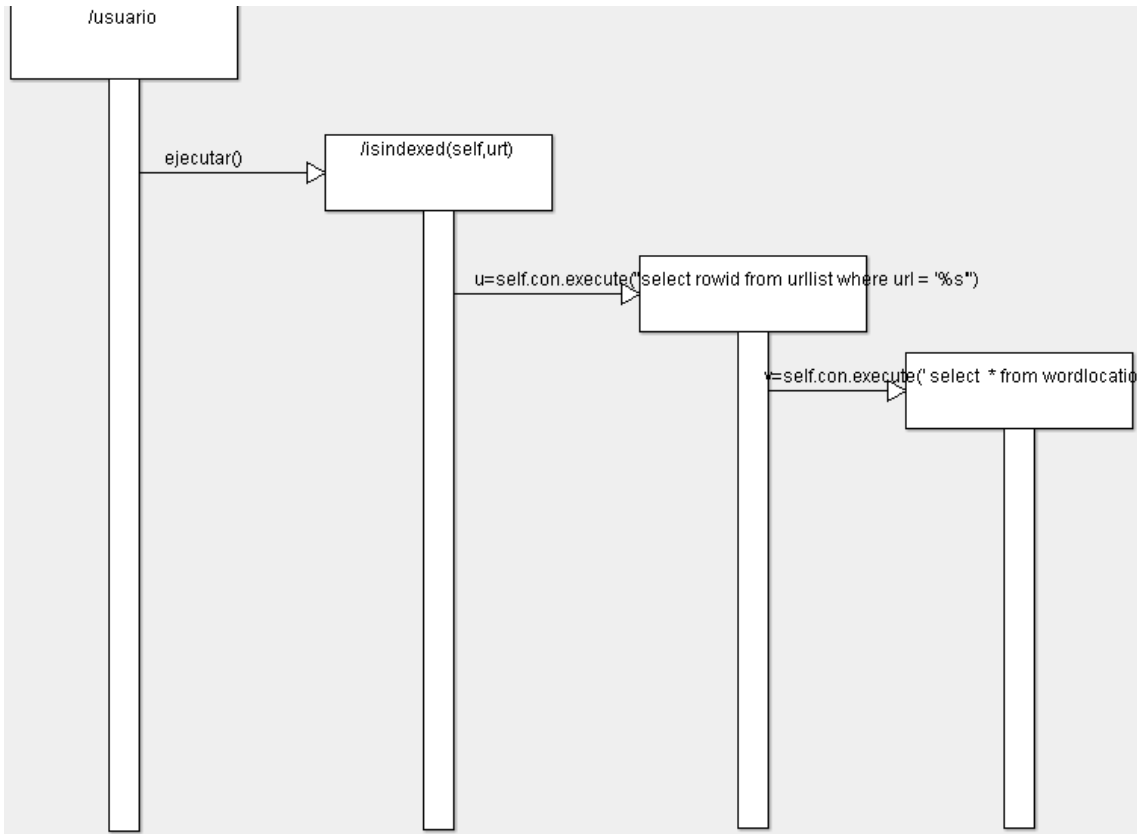 /usuario
/isindexed(self,urt)
ejecutar()
u=self.con.execute("select rowid from urllist where url = '%s")
v=self.con.execute(' select * from wordlocatio